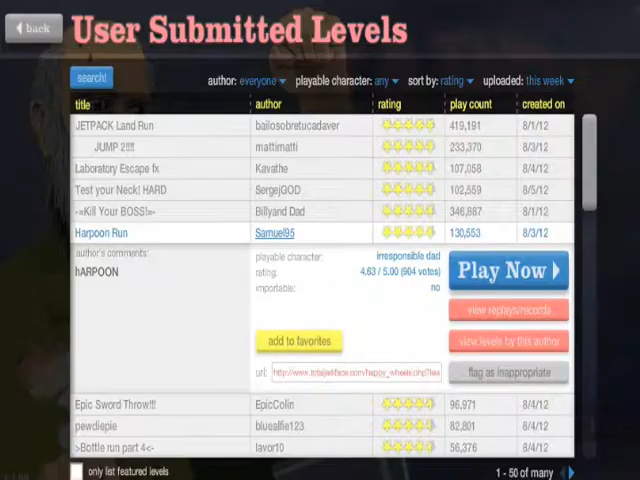 back
User Submitted Levels
search!
author: everyone playable character: any sort by: rating uploaded: this week
title author rating play count created on
JETPACK Land Run bailosobretucadaver 419,191 8/1/12
JUMP 2!!!! mattimatti 233,370 8/3/12
Laboratory Escape fx Kavathe 107,058 8/4/12
Test your Neck! HARD SergejGOD 102,559 8/5/12
-=Kill Your BOSS!=- Billyand Dad 346,887 8/1/12
Harpoon Run Samuel95 130,553 8/3/12
author's comments:
hARPOON
playable character: irresponsible dad
rating: 4.63 / 5.00 (904 votes)
importable: no
Play Now
view replays/records
view levels by this author
add to favorites
url: http://www.totaljerkface.com/happy_wheels.php?lev
flag as inappropriate
Epic Sword Throw!!! EpicColin 96,971 8/4/12
pewdiepie bluealfie123 82,801 8/4/12
>Bottle run part 4<- lavor10 56,376 8/4/12
only list featured levels
1 - 50 of many